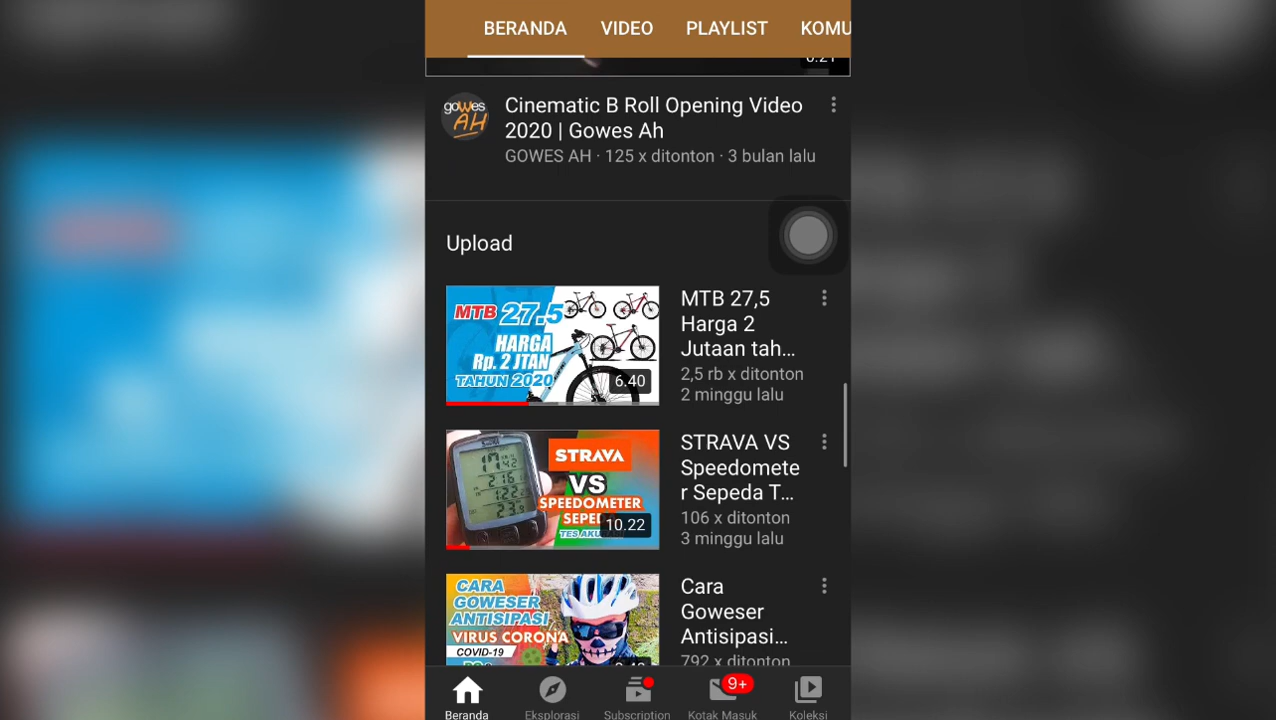 BERANDA VIDEO PLAYLIST KOMU
gowes
AH
Cinematic B Roll Opening Video
2020 | Gowes Ah
GOWES AH · 125 x ditonton · 3 bulan lalu
Upload
MTB 27.5
HARGA
Rp. 2 JTAN
TAHUN 2020
6.40
MTB 27,5
Harga 2
Jutaan tah...
2,5 rb x ditonton
2 minggu lalu
STRAVA
VS
SPEEDOMETER
10.22
STRAVA VS
Speedomete
r Sepeda T...
106 x ditonton
3 minggu lalu
CARA
GOWESER
ANTISIPASI
VIRUS CORONA
COVID-19
Cara
Goweser
Antisipasi...
792 x ditonton
9+
Beranda Eksplorasi Subscription Kotak Masuk Koleksi